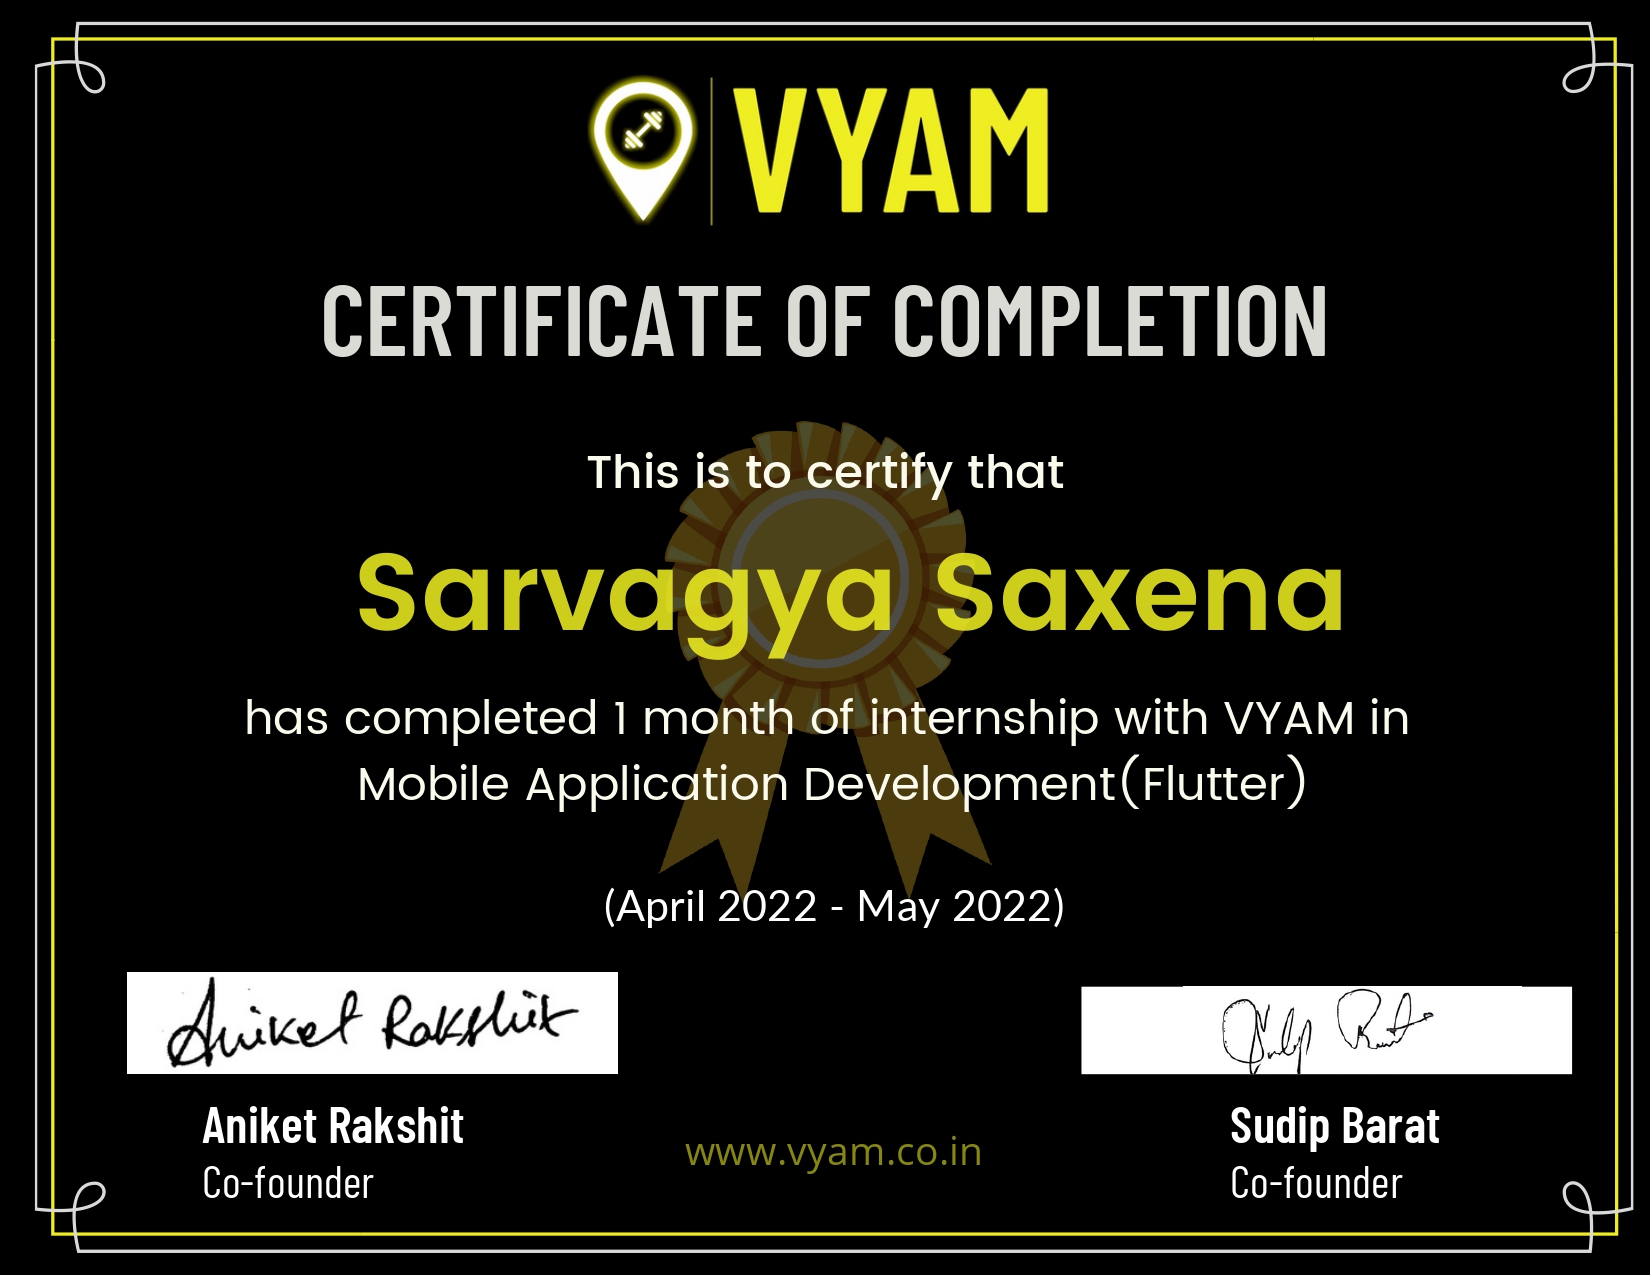 VYAM
CERTIFICATE OF COMPLETION
This is to certify that
Sarvagya Saxena
has completed 1 month of internship with VYAM in
Mobile Application Development(Flutter)
(April 2022 - May 2022)
Aniket Rakshit
Sudip Barat
Aniket Rakshit
Co-founder
www.vyam.co.in
Sudip Barat
Co-founder